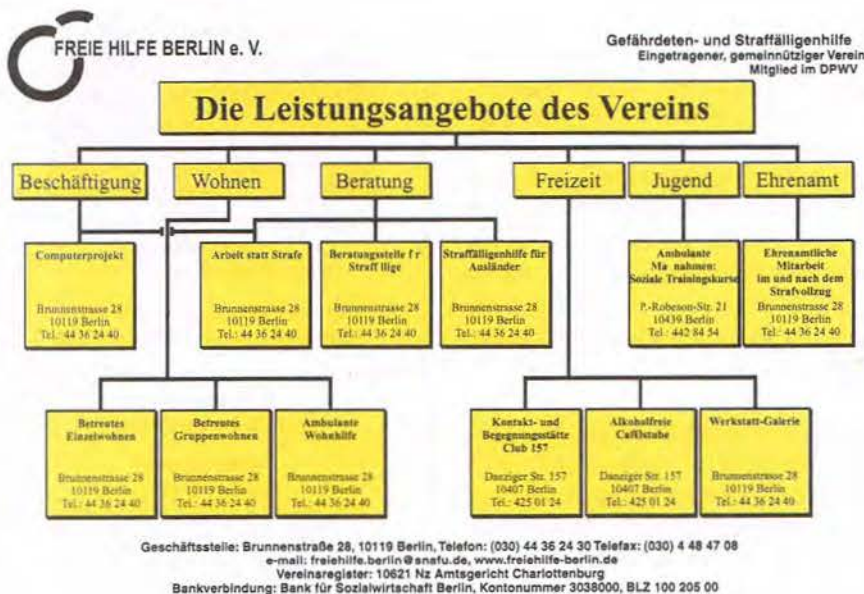 FREIE HILFE BERLIN e. V.
Gefährdeten- und Straffälligenhilfe
Eingetragener, gemeinnütziger Verein
Mitglied im DPWV
Die Leistungsangebote des Vereins
Beschäftigung
Wohnen
Beratung
Freizeit
Jugend
Ehrenamt
Computerprojekt
Brunnenstrasse 28
10119 Berlin
Tel.: 44 36 24 40
Arbeit statt Strafe
Brunnenstrasse 28
10119 Berlin
Tel.: 44 36 24 40
Beratungsstelle f r
Straff llige
Brunnenstrasse 28
10119 Berlin
Tel.: 44 36 24 40
Straffälligenhilfe für
Ausländer
Brunnenstrasse 28
10119 Berlin
Tel.: 44 36 24 40
Ambulante
Ma nahmen:
Soziale Trainingskurse
P.-Robeson-Str. 21
10439 Berlin
Tel.: 442 84 54
Ehrenamtliche
Mitarbeit
im und nach dem
Strafvollzug
Brunnenstrasse 28
10119 Berlin
Tel.: 44 36 24 40
Betreutes
Einzelwohnen
Brunnenstrasse 28
10119 Berlin
Tel.: 44 36 24 40
Betreutes
Gruppenwohnen
Brunnenstrasse 28
10119 Berlin
Tel.: 44 36 24 40
Ambulante
Wohnhilfe
Brunnenstrasse 28
10119 Berlin
Tel.: 44 36 24 40
Kontakt- und
Begegnungsstätte
Club 157
Danziger Str. 157
10407 Berlin
Tel.: 425 01 24
Alkoholfreie
Danziger Str. 157
10407 Berlin
Tel.: 425 01 24
Werkstatt-Galerie
Brunnenstrasse 28
10119 Berlin
Tel.: 44 36 24 40
Geschäftsstelle: Brunnenstraße 28, 10119 Berlin, Telefon: (030) 44 36 24 30 Telefax: (030) 4 48 47 08
e-mail: freiehilfe.berlin@snafu.de, www.freiehilfe-berlin.de
Vereinsregister: 10621 Nz Amtsgericht Charlottenburg
Bankverbindung: Bank für Sozialwirtschaft Berlin, Kontonummer 3038000, BLZ 100 205 00